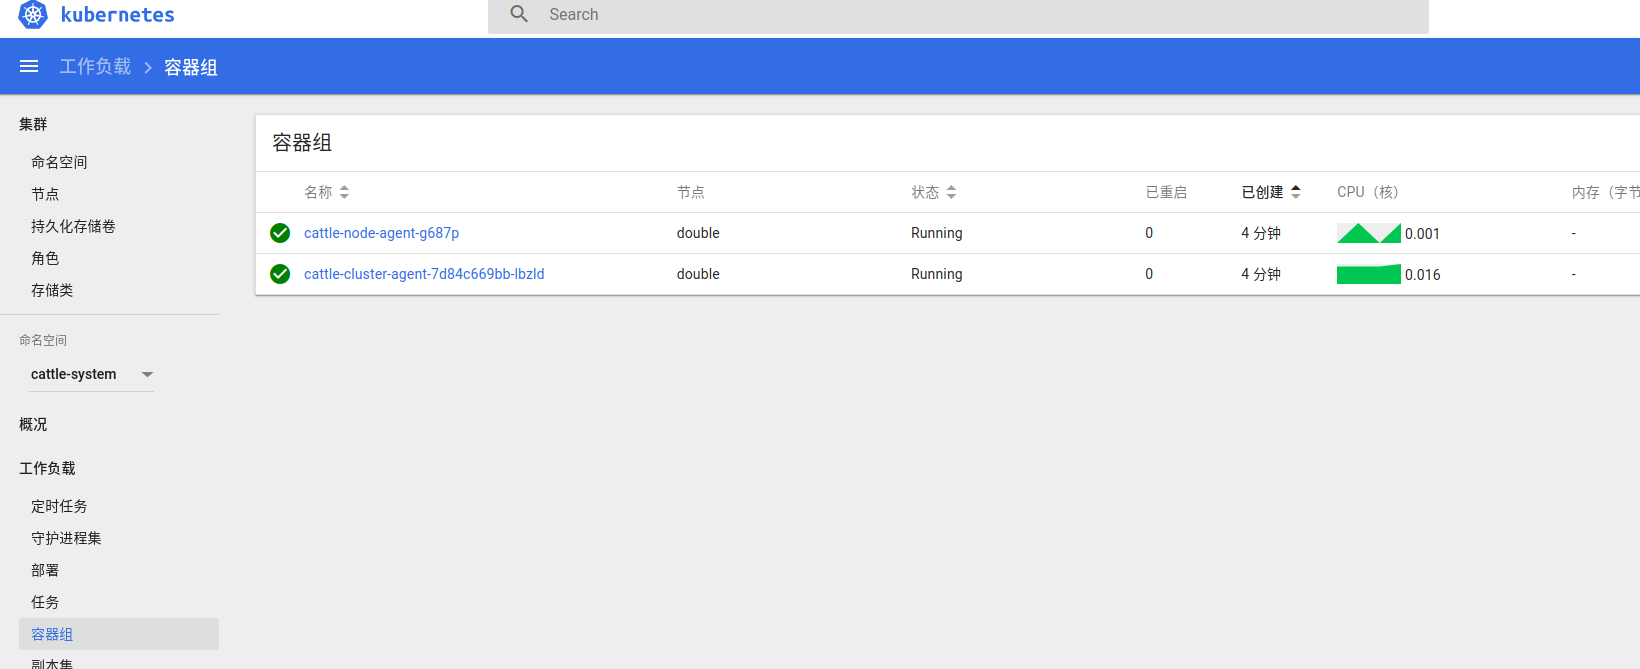 kubernetes
Search
工作负载 > 容器组
集群
命名空间
节点
持久化存储卷
角色
存储类
命名空间
cattle-system
概况
工作负载
定时任务
守护进程集
部署
任务
容器组
副本集
容器组
名称 节点 状态 已重启 已创建 CPU（核） 内存（字节
cattle-node-agent-g687p double Running 0 4 分钟 0.001 -
cattle-cluster-agent-7d84c669bb-lbzld double Running 0 4 分钟 0.016 -